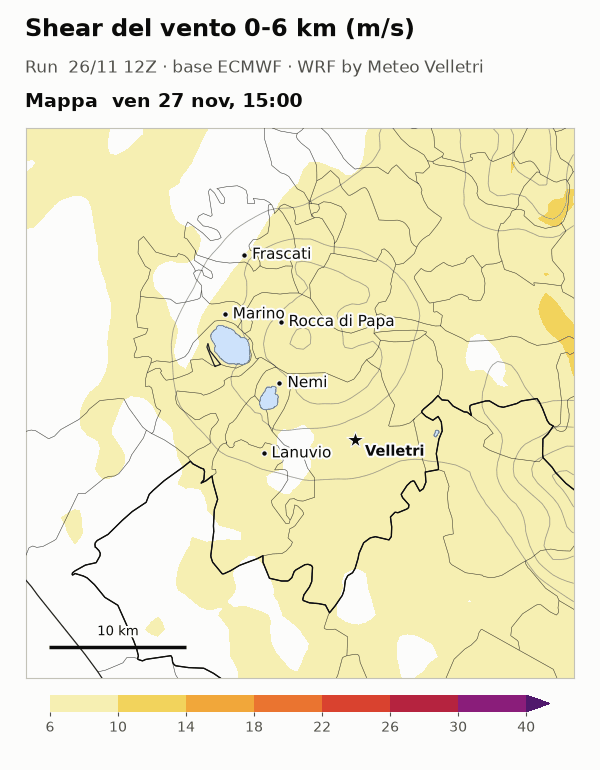 Shear del vento 0-6 km (m/s)
Run  26/11 12Z · base ECMWF · WRF by Meteo Velletri
Mappa  ven 27 nov, 15:00
Frascati
Marino
Rocca di Papa
Nemi
Velletri
Lanuvio
10 km
6 10 14 18 22 26 30 40